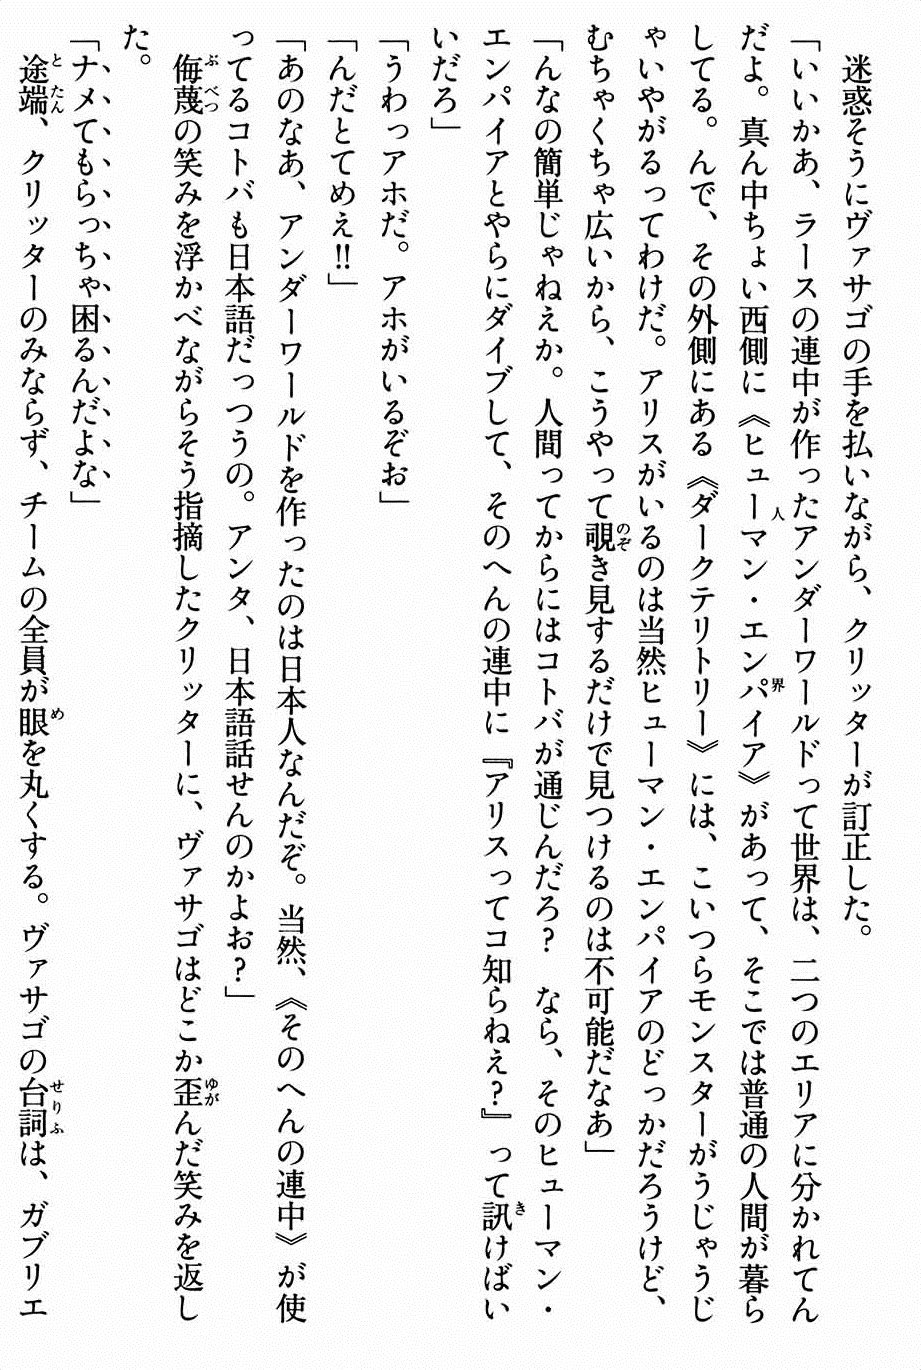 迷惑そうにヴァサゴの手を払いながら、クリッターが訂正した。
「いいかあ、ラースの連中が作ったアンダーワールドって世界は、二つのエリアに分かれてん
だよ。真ん中ちょい西側に《ヒューマン・エンパイア》があって、そこでは普通の人間が暮ら
してる。んで、その外側にある《ダークテリトリー》には、こいつらモンスターがうじゃうじ
ゃいやがるってわけだ。アリスがいるのは当然ヒューマン・エンパイアのどっかだろうけど、
むちゃくちゃ広いから、こうやって覗き見するだけで見つけるのは不可能だなあ」
「んなの簡単じゃねえか。人間ってからにはコトバが通じんだろ？　なら、そのヒューマン・
エンパイアとやらにダイブして、そのへんの連中に『アリスってコ知らねえ？』って訊けばい
いだろ」
「うわっアホだ。アホがいるぞお」
「んだとてめえ!!」
「あのなあ、アンダーワールドを作ったのは日本人なんだぞ。当然、《そのへんの連中》が使
ってるコトバも日本語だっつうの。アンタ、日本語話せんのかよお？」
侮蔑の笑みを浮かべながらそう指摘したクリッターに、ヴァサゴはどこか歪んだ笑みを返し
た。
「ナメてもらっちゃ困るんだよな」
途端、クリッターのみならず、チームの全員が眼を丸くする。ヴァサゴの台詞は、ガブリエ